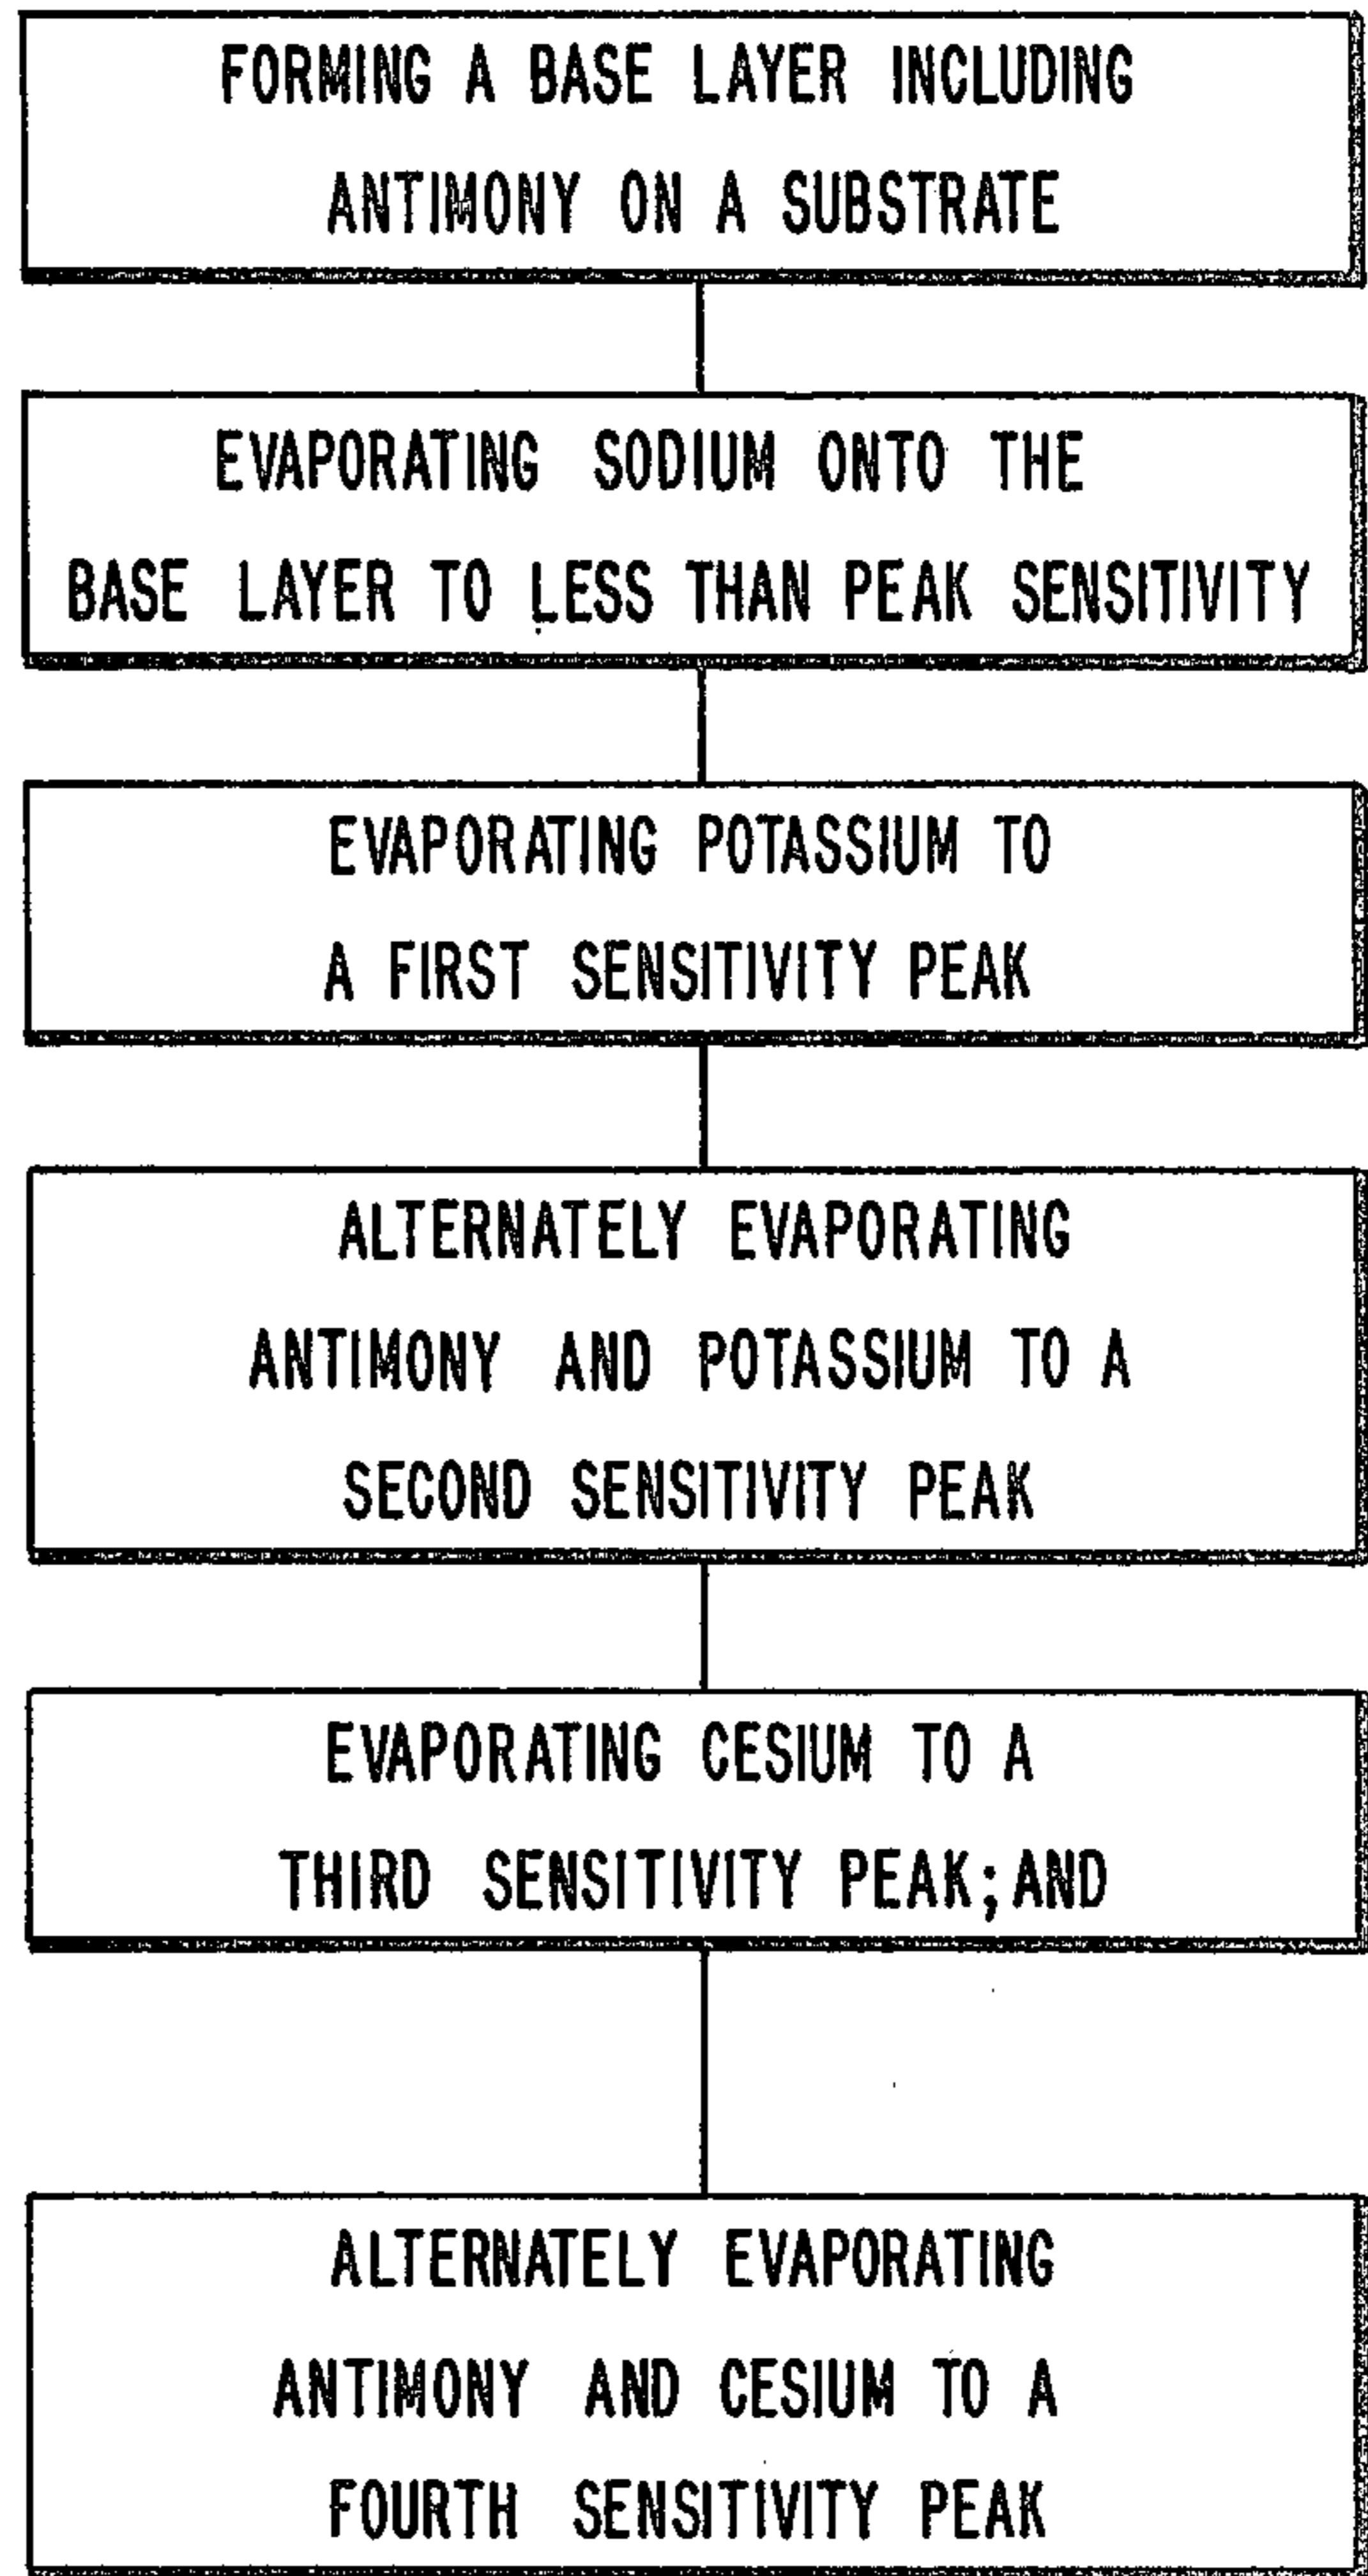 FORMING A BASE LAYER INCLUDING
ANTIMONY ON A SUBSTRATE
EVAPORATING SODIUM ONTO THE
BASE LAYER TO LESS THAN PEAK SENSITIVITY
EVAPORATING POTASSIUM TO
A FIRST SENSITIVITY PEAK
ALTERNATELY EVAPORATING
ANTIMONY AND POTASSIUM TO A
SECOND SENSITIVITY PEAK
EVAPORATING CESIUM TO A
THIRD SENSITIVITY PEAK; AND
ALTERNATELY EVAPORATING
ANTIMONY AND CESIUM TO A
FOURTH SENSITIVITY PEAK